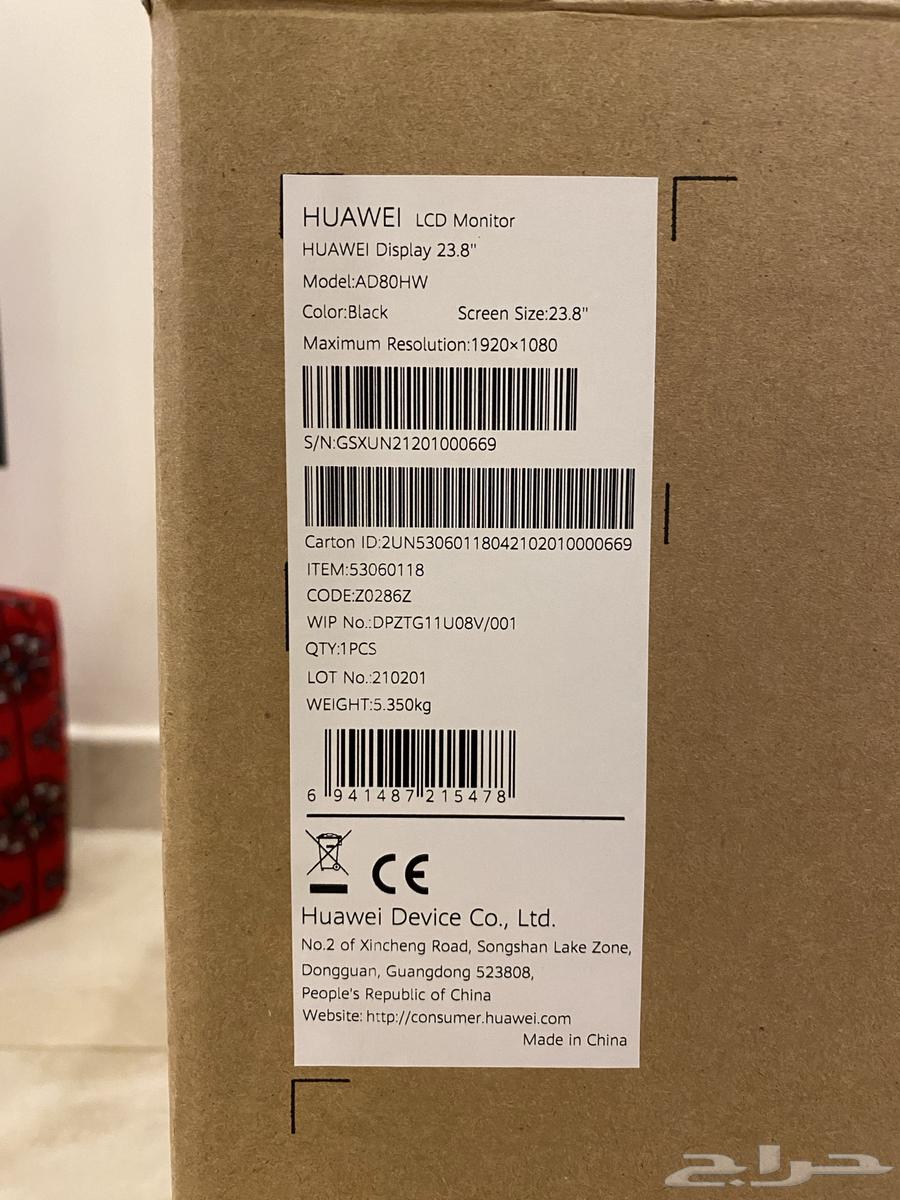 HUAWEI LCD Monitor
HUAWEI Display 23.8"
Model:AD80HW
Color:Black Screen Size:23.8"
Maximum Resolution:1920×1080
S/N:GSXUN21201000669
Carton ID:2UN53060118042102010000669
ITEM:53060118
CODE:Z0286Z
WIP No.:DPZTG11U08V/001
QTY:1PCS
LOT No.:210201
WEIGHT:5.350kg
6 941487 215478
CE
Huawei Device Co., Ltd.
No.2 of Xincheng Road, Songshan Lake Zone,
Dongguan, Guangdong 523808,
People's Republic of China
Website: http://consumer.huawei.com
Made in China
حراج